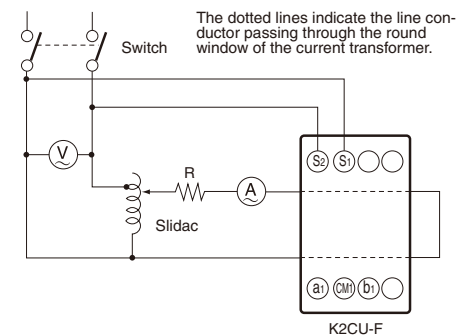 The dotted lines indicate the line con-
ductor passing through the round
window of the current transformer.
Switch
V
S2 S1
R
A
Slidac
a1 CM1 b1
K2CU-F